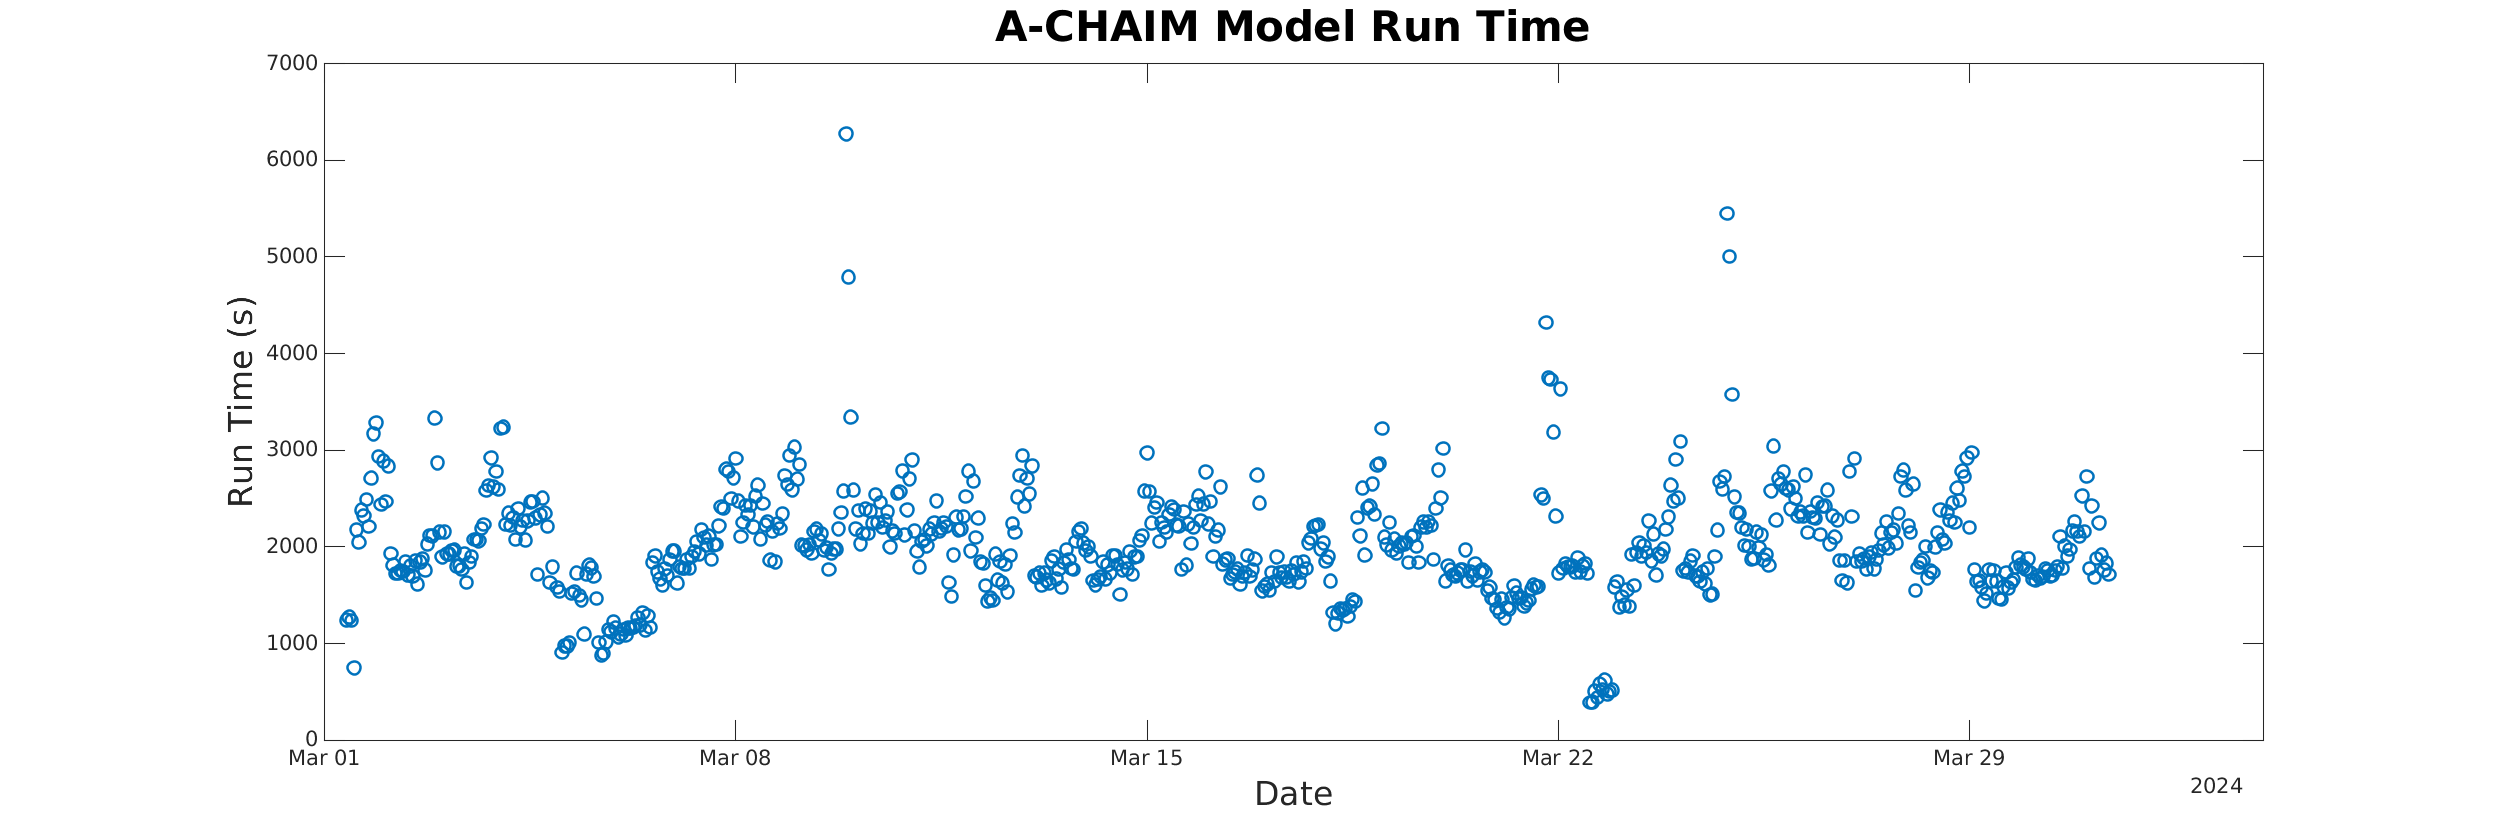 A-CHAIM Model Run Time
7000
6000
5000
4000
3000
2000
1000
0
Run Time (s)
Mar 01 Mar 08 Mar 15 Mar 22 Mar 29
2024
Date